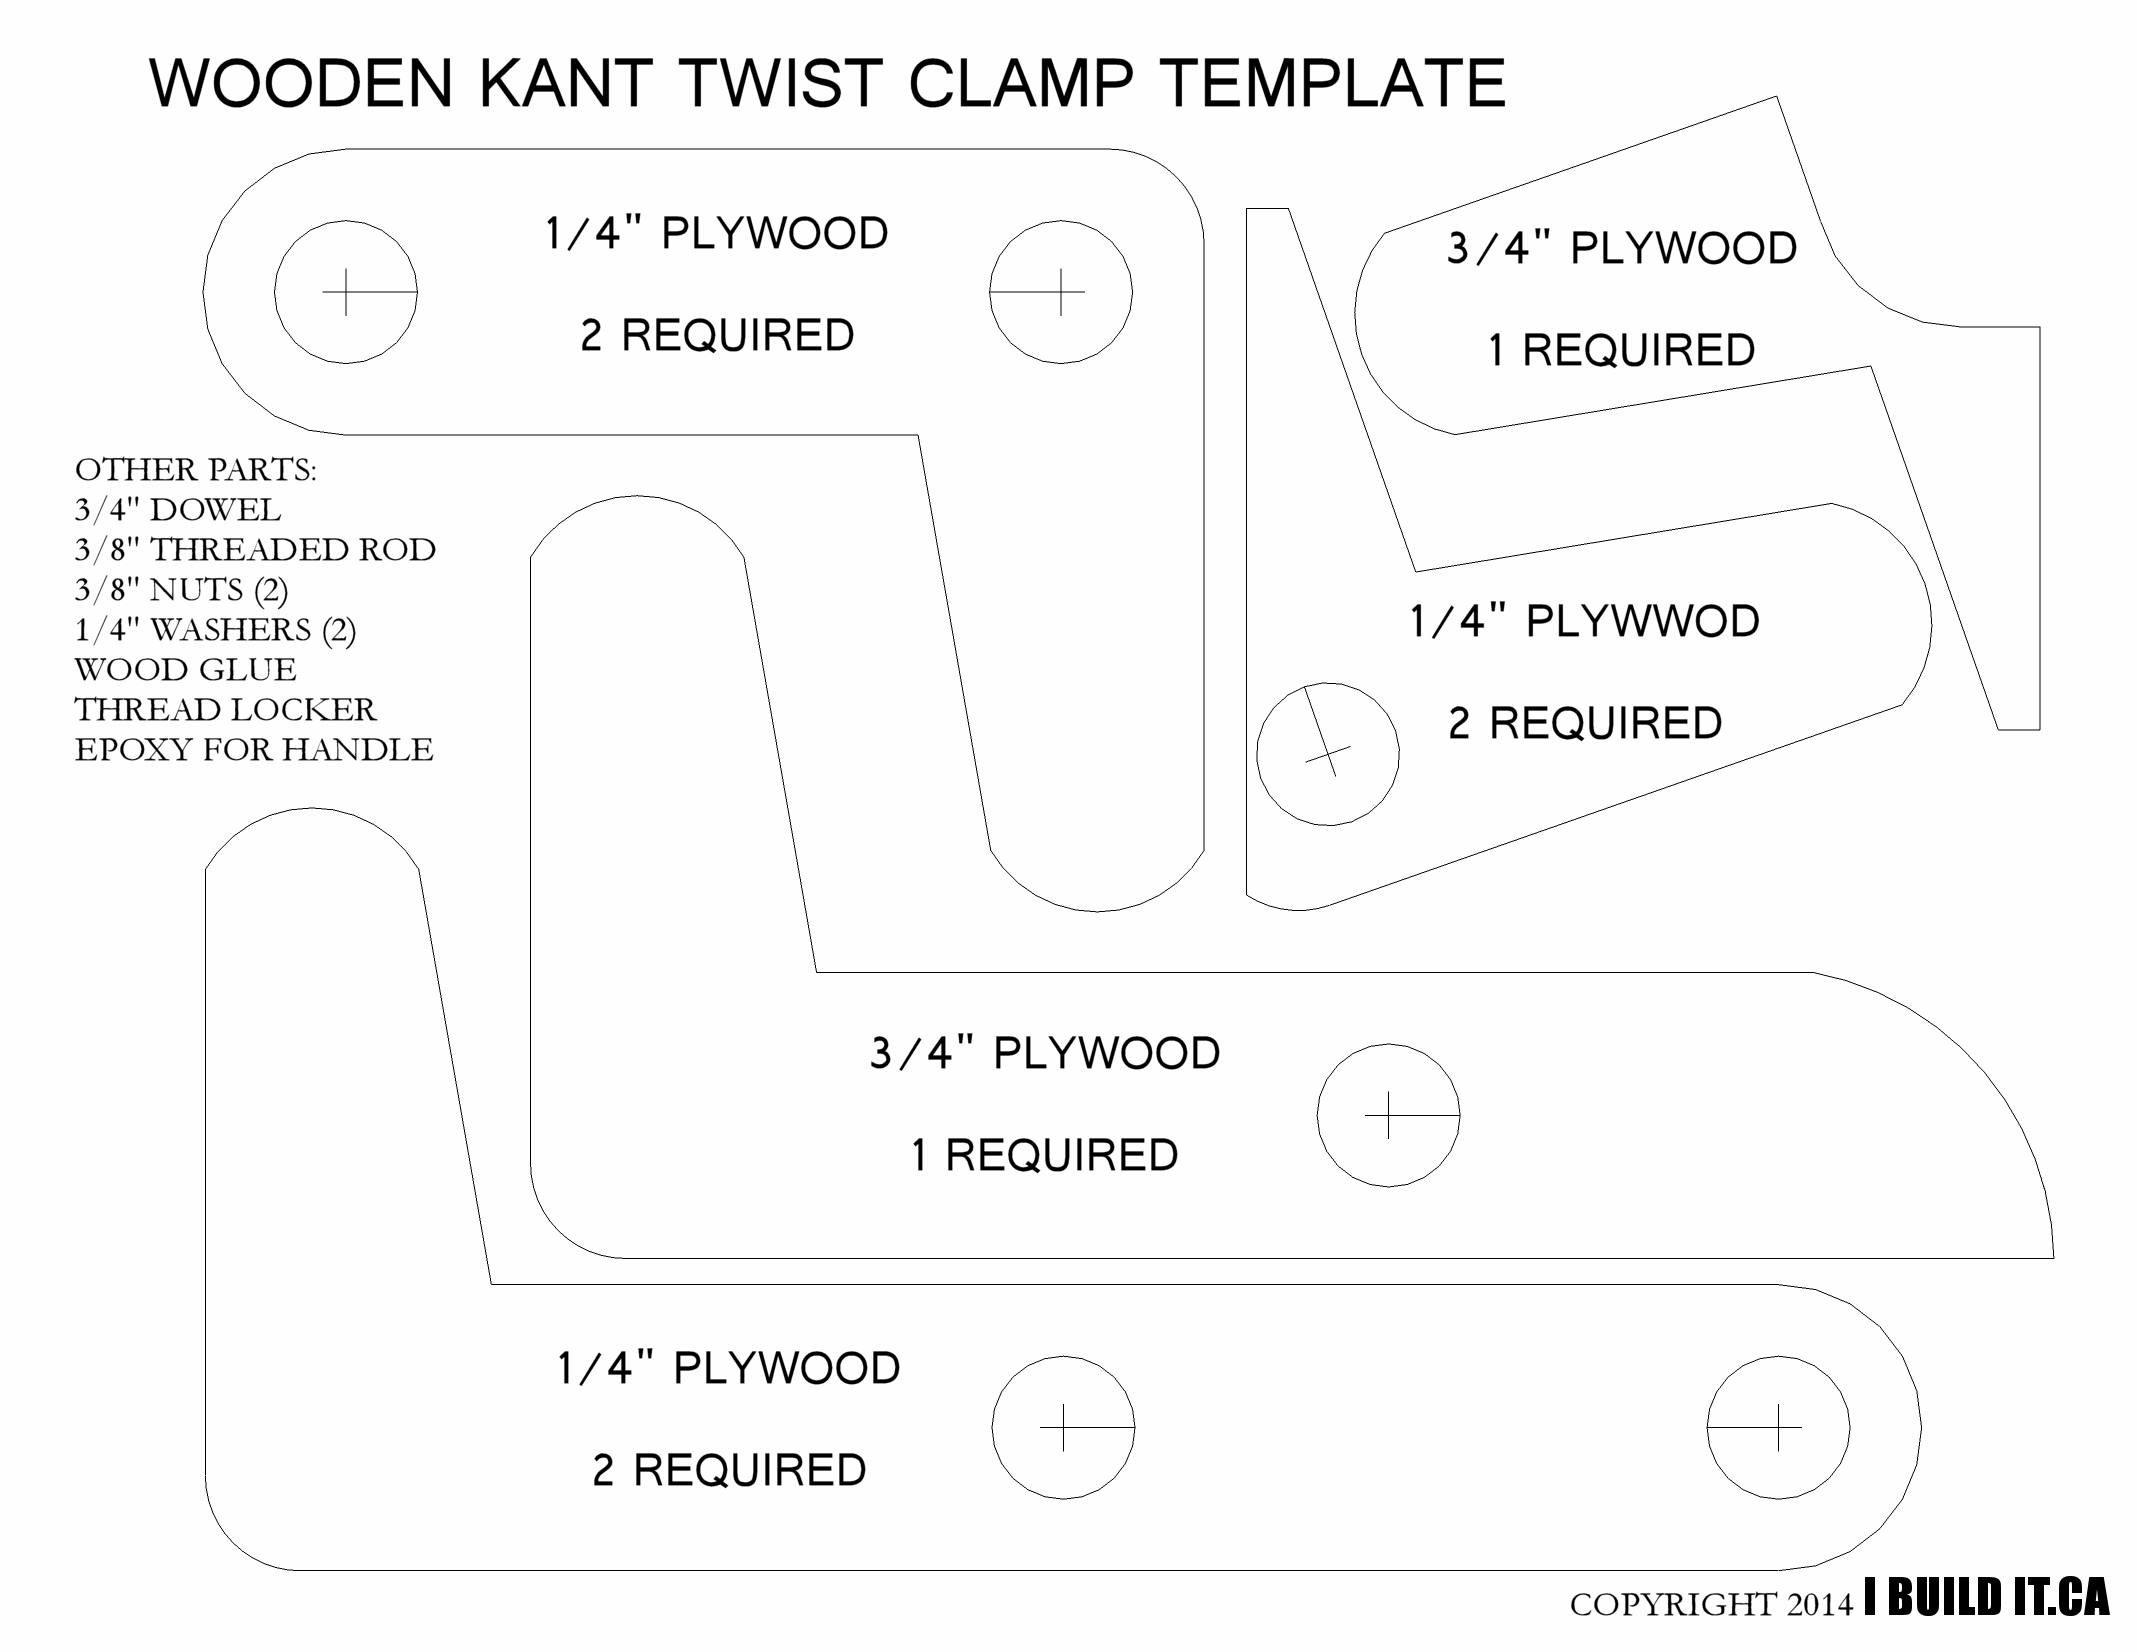 WOODEN KANT TWIST CLAMP TEMPLATE
1/4" PLYWOOD
2 REQUIRED
3/4" PLYWOOD
1 REQUIRED
OTHER PARTS:
3/4" DOWEL
3/8" THREADED ROD
3/8" NUTS (2)
1/4" WASHERS (2)
WOOD GLUE
THREAD LOCKER
EPOXY FOR HANDLE
1/4" PLYWWOD
2 REQUIRED
3/4" PLYWOOD
1 REQUIRED
1/4" PLYWOOD
2 REQUIRED
COPYRIGHT 2014 I BUILD IT.CA